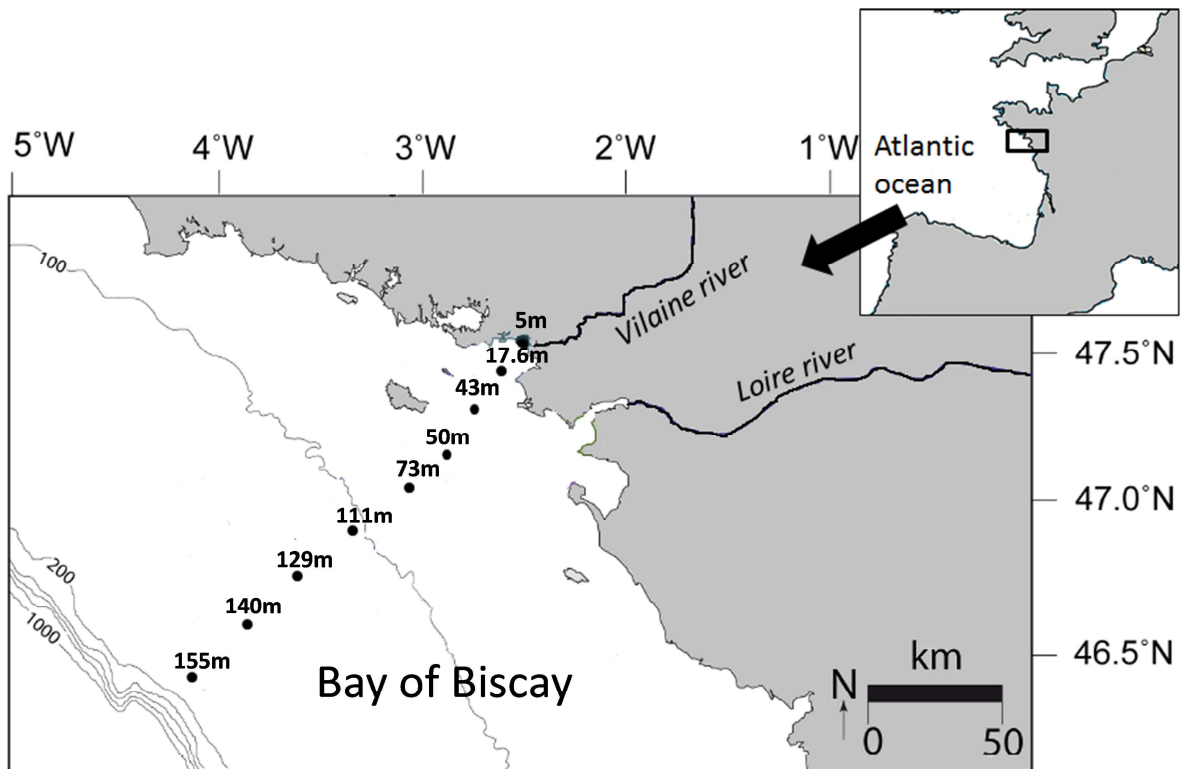 5°W
4°W
3°W
2°W
1°W
Atlantic
ocean
100
Vilaine river
5m
17.6m
47.5°N
Loire river
43m
50m
73m
47.0°N
111m
129m
200
140m
1000
155m
46.5°N
Bay of Biscay
km
N
0
50